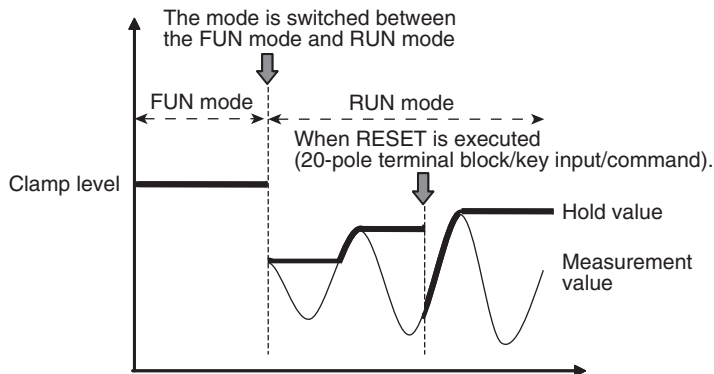 The mode is switched between
the FUN mode and RUN mode
FUN mode
RUN mode
When RESET is executed
(20-pole terminal block/key input/command).
Clamp level
Hold value
Measurement
value